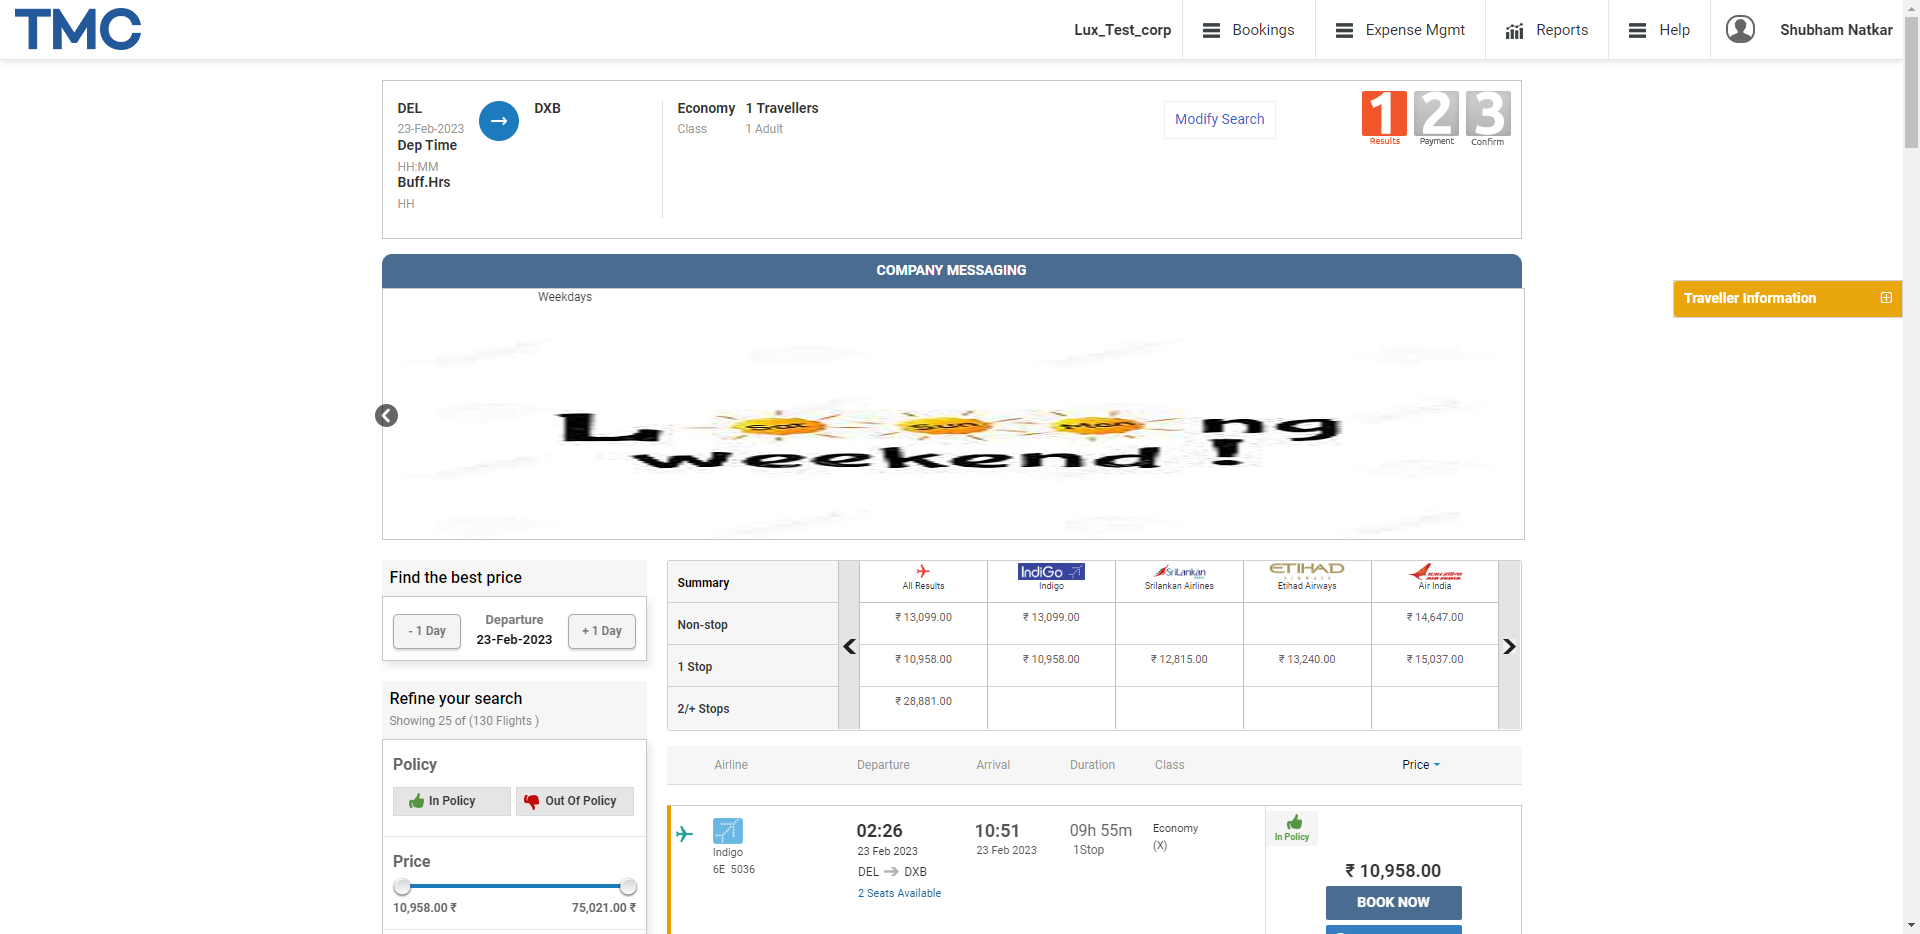 TMC
Lux_Test_corp
Bookings
Expense Mgmt
Reports
Help
Shubham Natkar
DEL
23-Feb-2023
Dep Time
HH:MM
Buff.Hrs
HH
DXB
Economy
Class
1 Travellers
1 Adult
Modify Search
1 2 3
Results Payment Confirm
COMPANY MESSAGING
Weekdays
L Sat Sun Mon ng
weekend !
Traveller Information
Find the best price
- 1 Day
Departure
23-Feb-2023
+ 1 Day
Refine your search
Showing 25 of (130 Flights )
Policy
In Policy
Out Of Policy
Price
10,958.00 ₹ 75,021.00 ₹
Summary
All Results
IndiGo
Indigo
SriLankan
Srilankan Airlines
ETIHAD
AIRWAYS
Etihad Airways
AIR INDIA
Air India
Non-stop ₹ 13,099.00 ₹ 13,099.00 ₹ 14,647.00
1 Stop ₹ 10,958.00 ₹ 10,958.00 ₹ 12,815.00 ₹ 13,240.00 ₹ 15,037.00
2/+ Stops ₹ 28,881.00
Airline Departure Arrival Duration Class Price
Indigo
6E 5036
02:26
23 Feb 2023
DEL DXB
2 Seats Available
10:51
23 Feb 2023
09h 55m
1Stop
Economy
(X)
In Policy
₹ 10,958.00
BOOK NOW